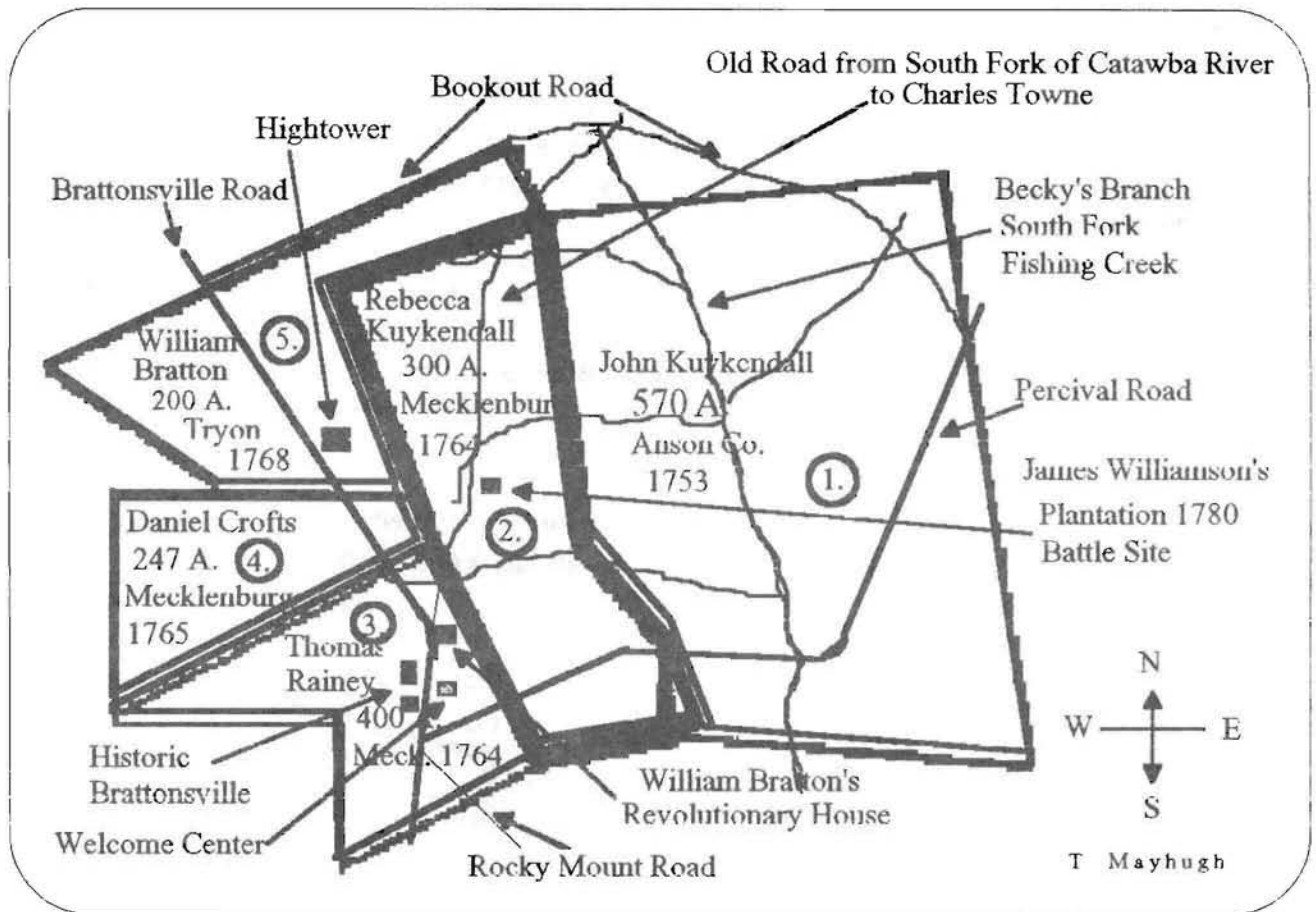 Old Road from South Fork of Catawba River
to Charles Towne
Bookout Road
Hightower
Brattonsville Road
Becky's Branch
South Fork
Fishing Creek
Rebecca
Kuykendall
300 A.
Mecklenbur
1764
5.
William
Bratton
200 A.
Tryon
1768
John Kuykendall
570 A
Anson Co.
1753
1.
Percival Road
James Williamson's
Plantation 1780
Battle Site
2.
Daniel Crofts
247 A.
4.
Mecklenburg
1765
3.
Thomas
Rainey
400 A.
Meck. 1764
N
W
E
S
Historic
Brattonsville
William Bratton's
Revolutionary House
Welcome Center
Rocky Mount Road
T Mayhugh